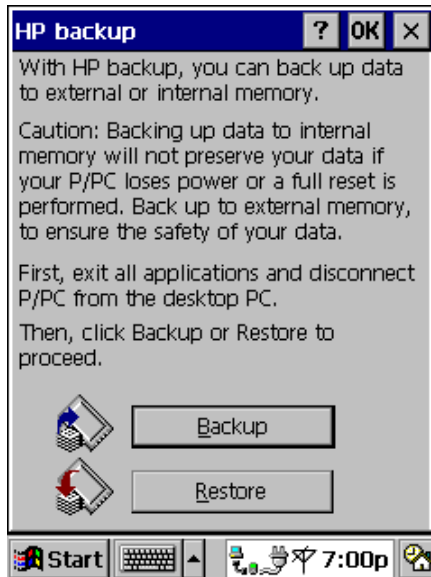 HP backup ? OK ×
With HP backup, you can back up data
to external or internal memory.
Caution: Backing up data to internal
memory will not preserve your data if
your P/PC loses power or a full reset is
performed. Back up to external memory,
to ensure the safety of your data.
First, exit all applications and disconnect
P/PC from the desktop PC.
Then, click Backup or Restore to
proceed.
Backup
Restore
Start 7:00p